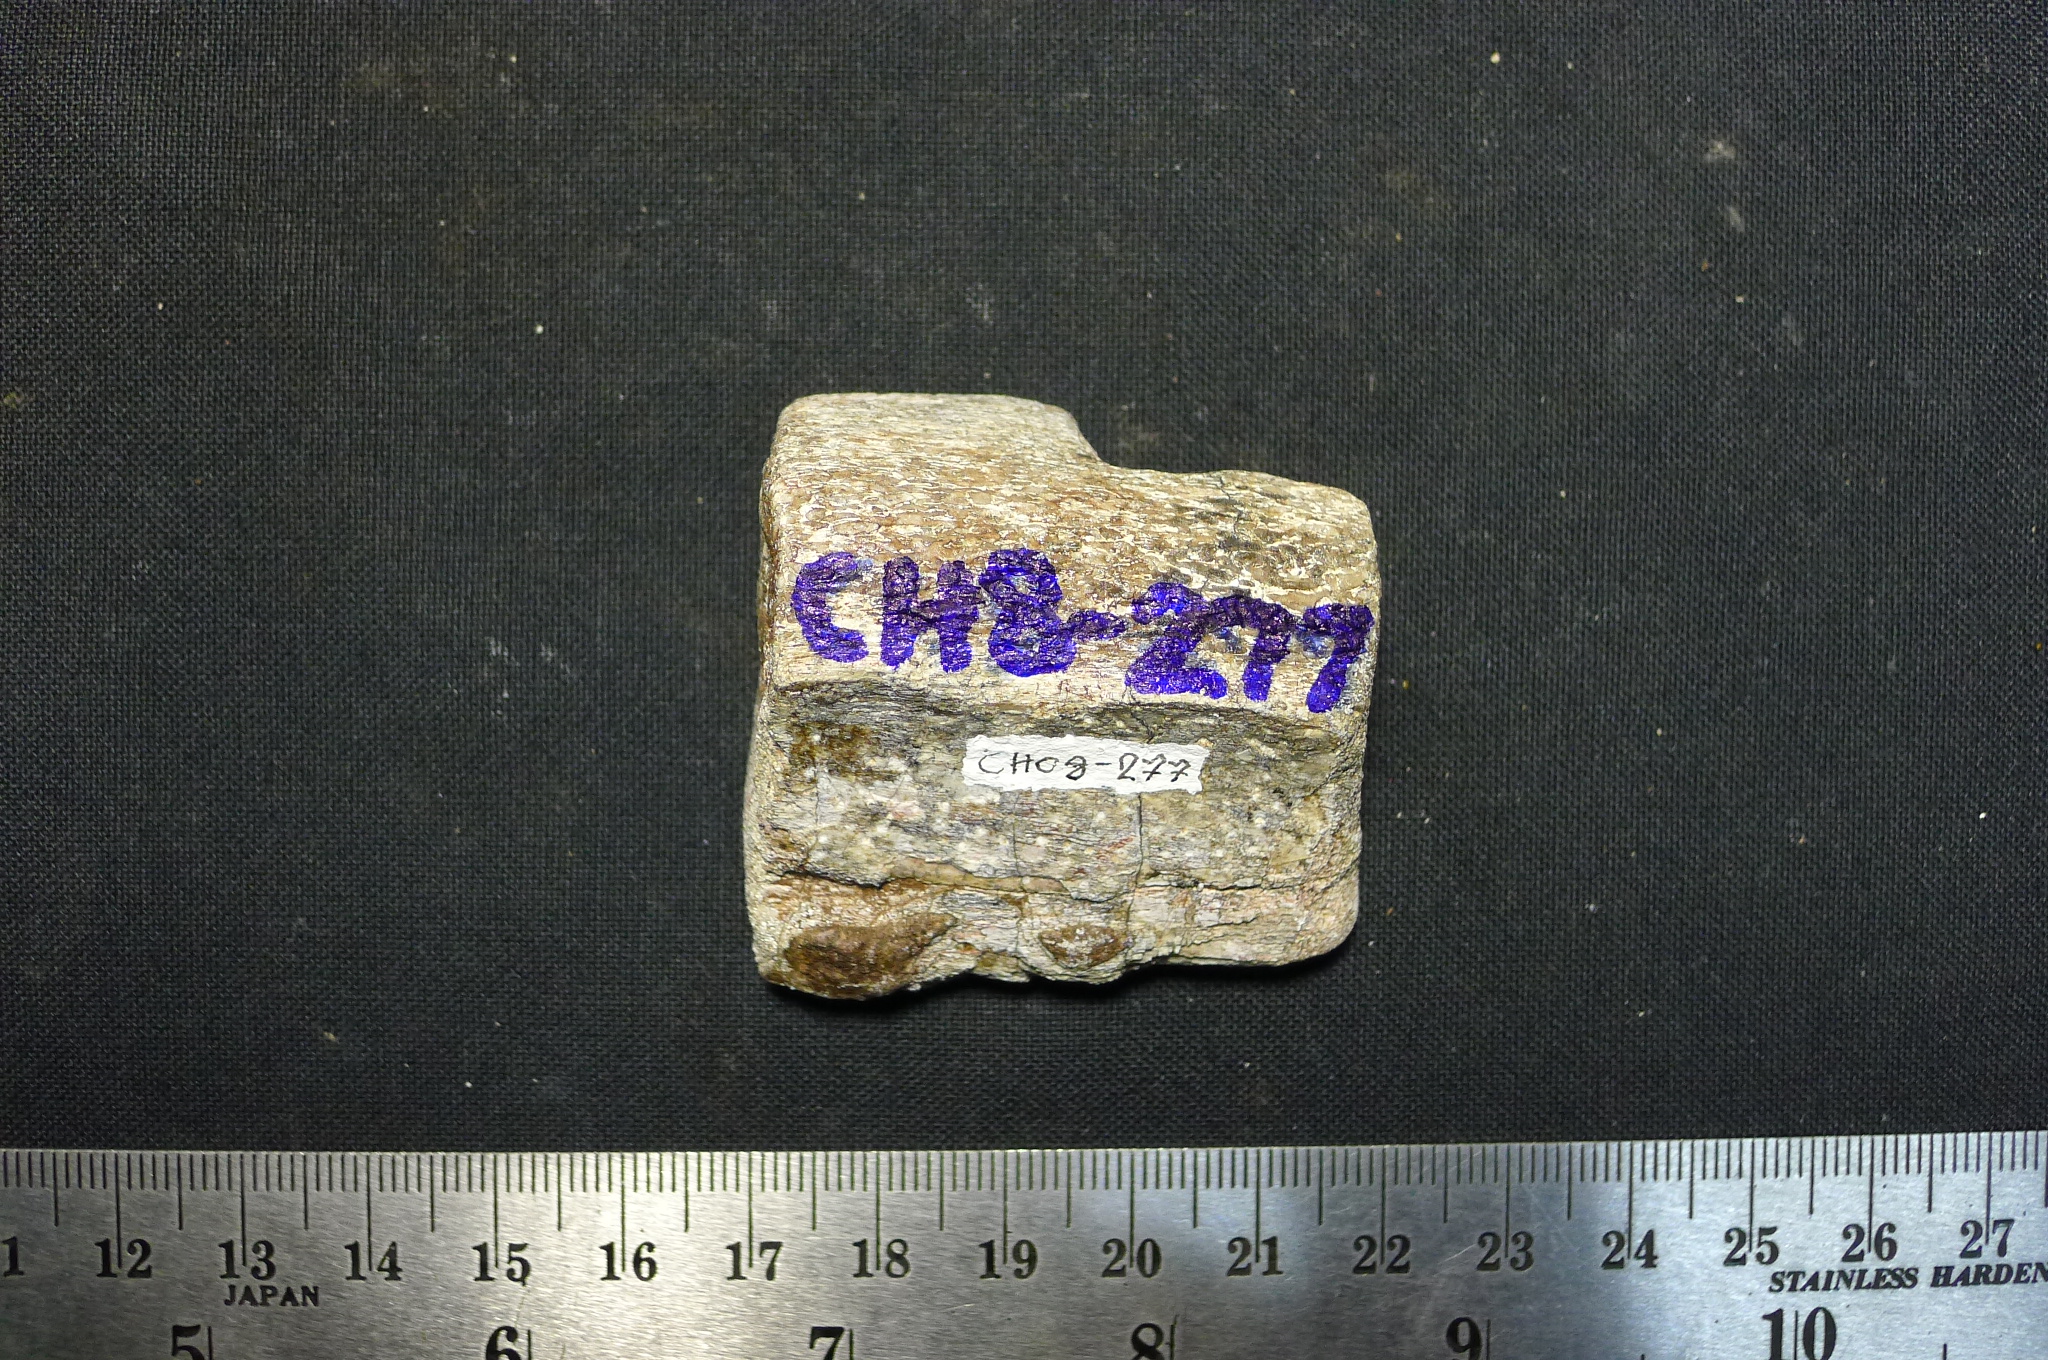 CH8-277
CH08-277
1 12 13 14 15 16 17 18 19 20 21 22 23 24 25 26 27
JAPAN
STAINLESS HARDEN
5 6 7 8 9 10